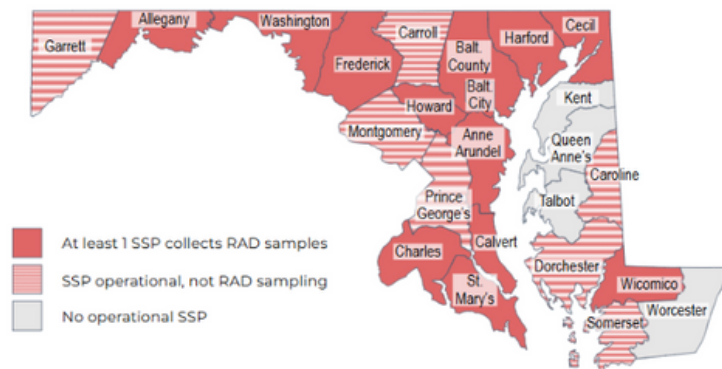 Garrett
Allegany
Washington
Frederick
Carroll
Balt.
County
Balt.
City
Harford
Cecil
Howard
Montgomery
Anne
Arundel
Kent
Queen
Anne's
Caroline
Talbot
Prince
George's
Charles
Calvert
St.
Mary's
Dorchester
Wicomico
Worcester
Somerset
At least 1 SSP collects RAD samples
SSP operational, not RAD sampling
No operational SSP